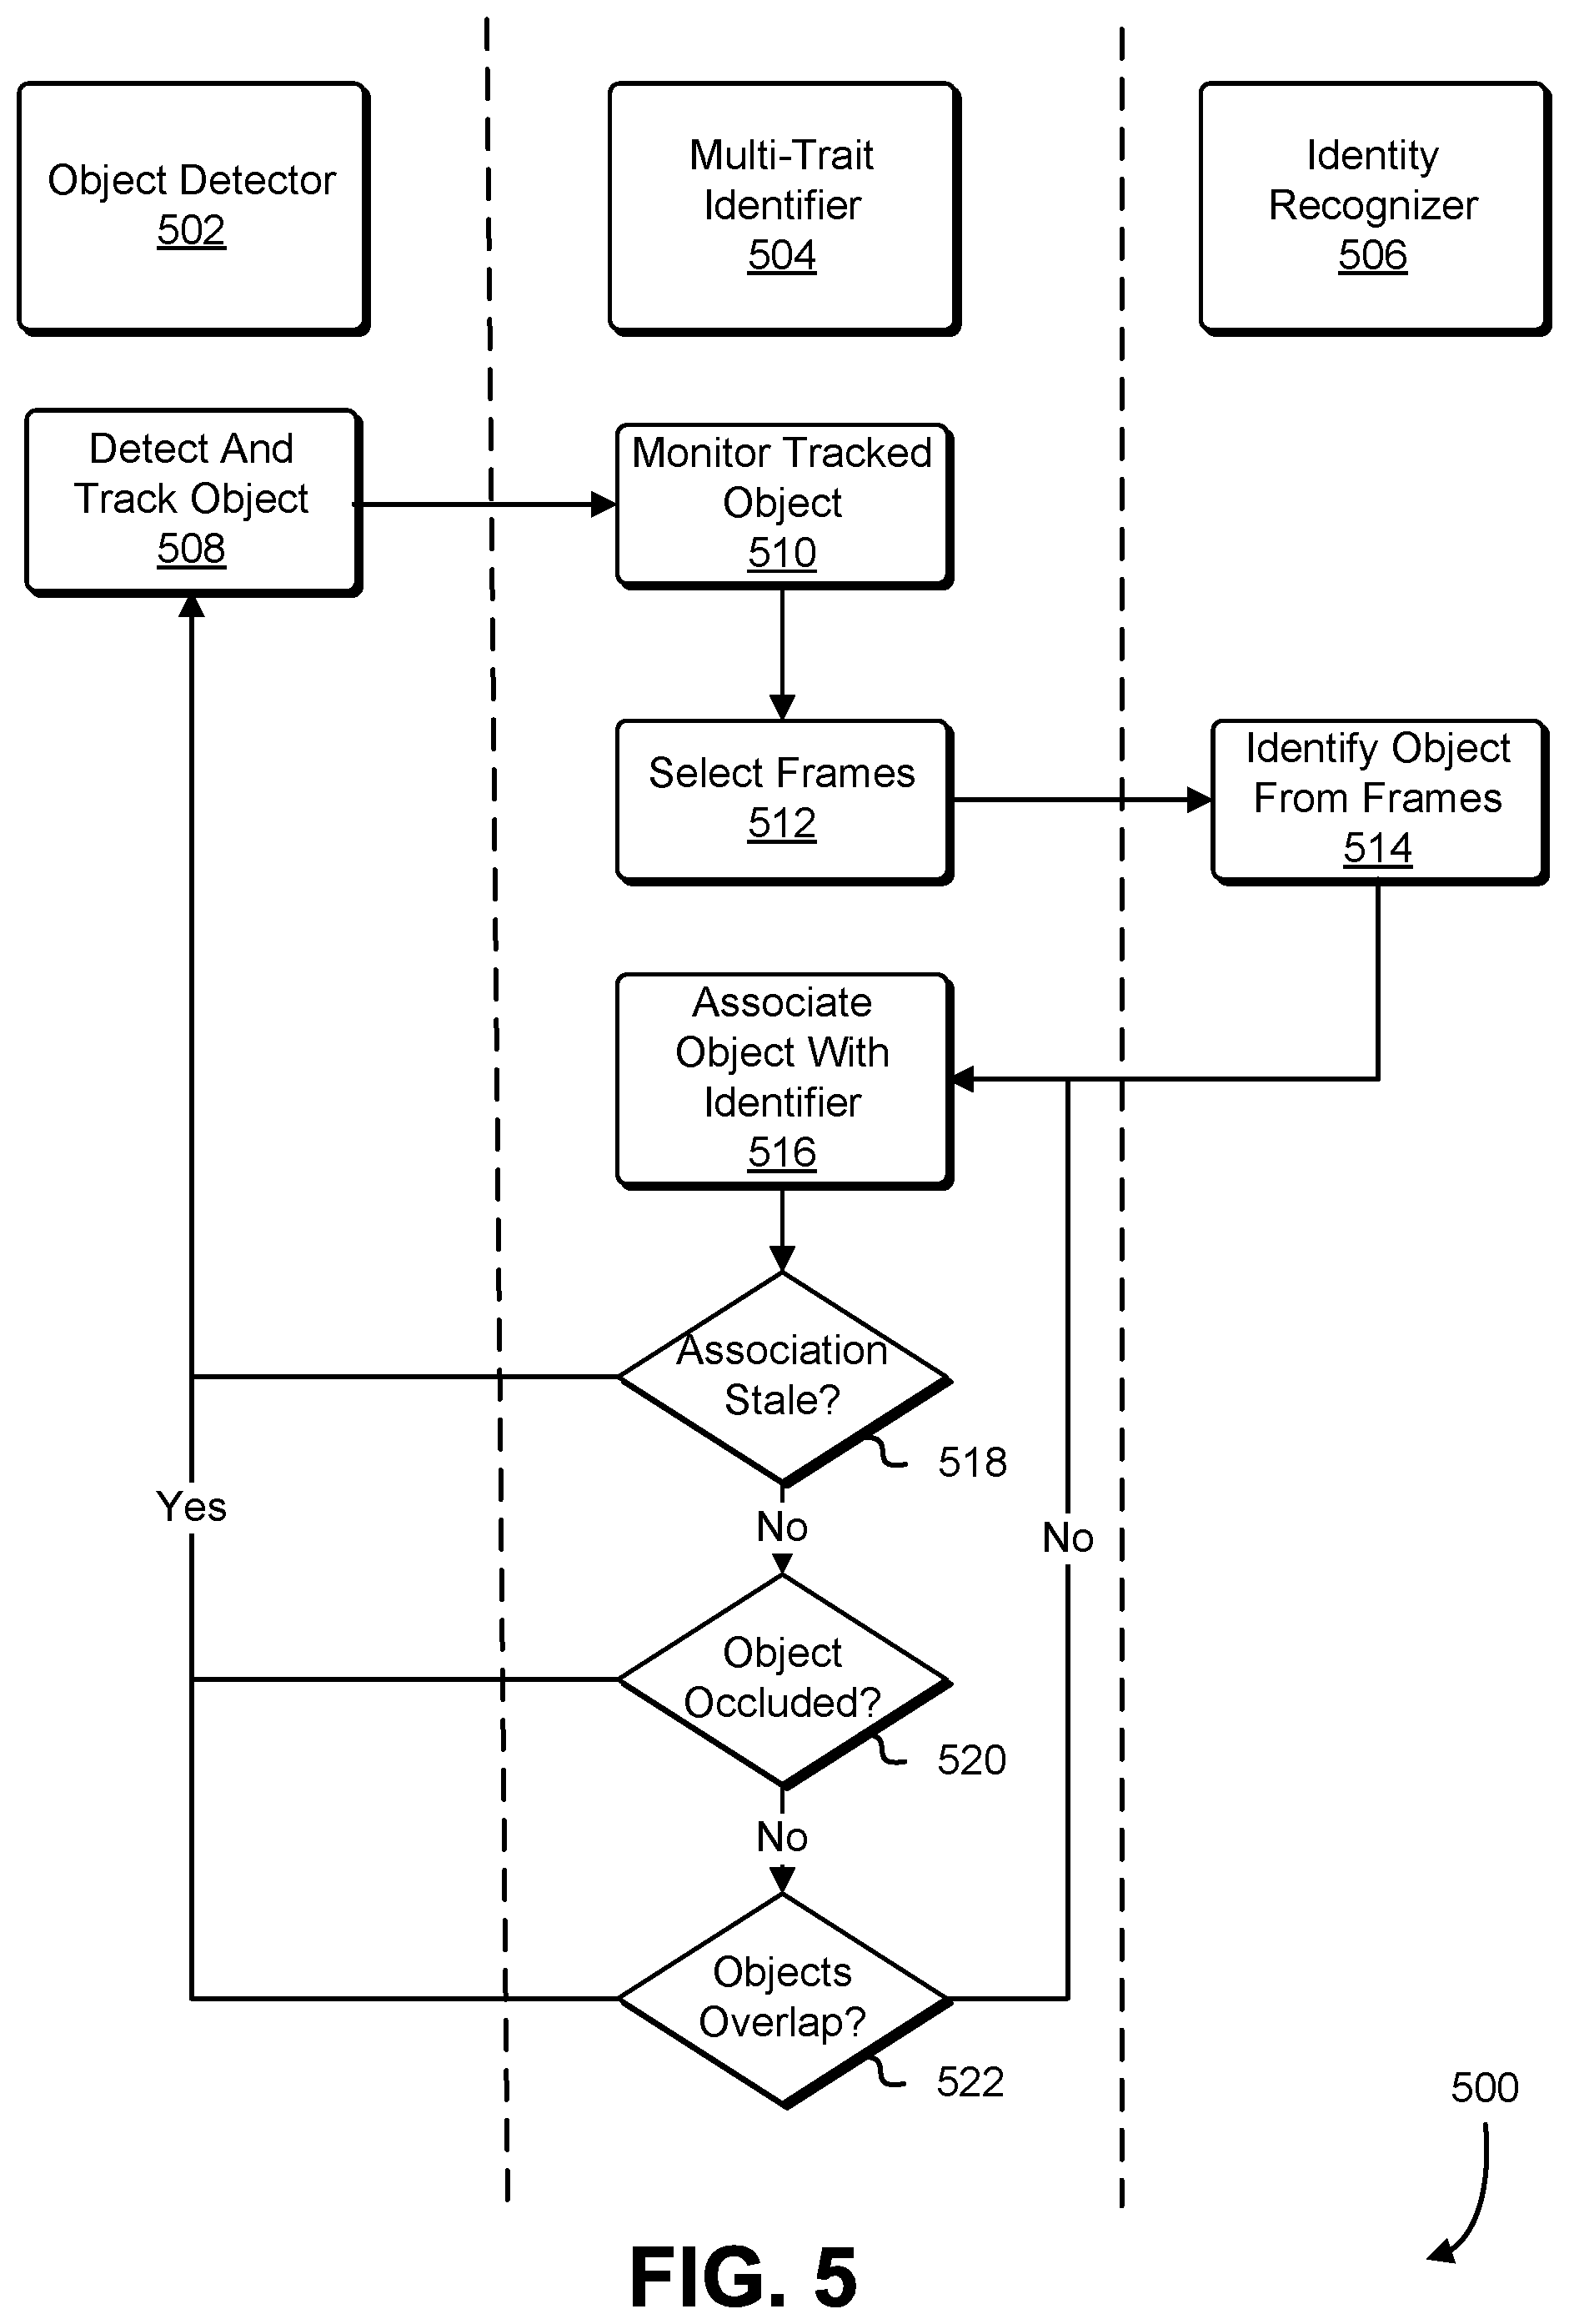 Object Detector
502
Multi-Trait
Identifier
504
Identity
Recognizer
506
Detect And
Track Object
508
Monitor Tracked
Object
510
Select Frames
512
Identify Object
From Frames
514
Associate
Object With
Identifier
516
Association
Stale?
518
Yes
No
No
Object
Occluded?
520
No
Objects
Overlap?
522
500
FIG. 5